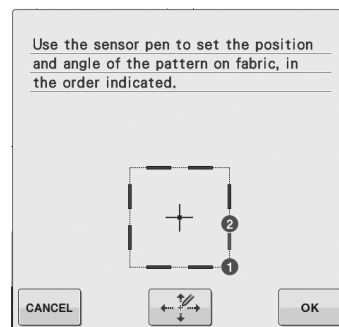 Use the sensor pen to set the position
and angle of the pattern on fabric, in
the order indicated.
2
1
CANCEL
OK